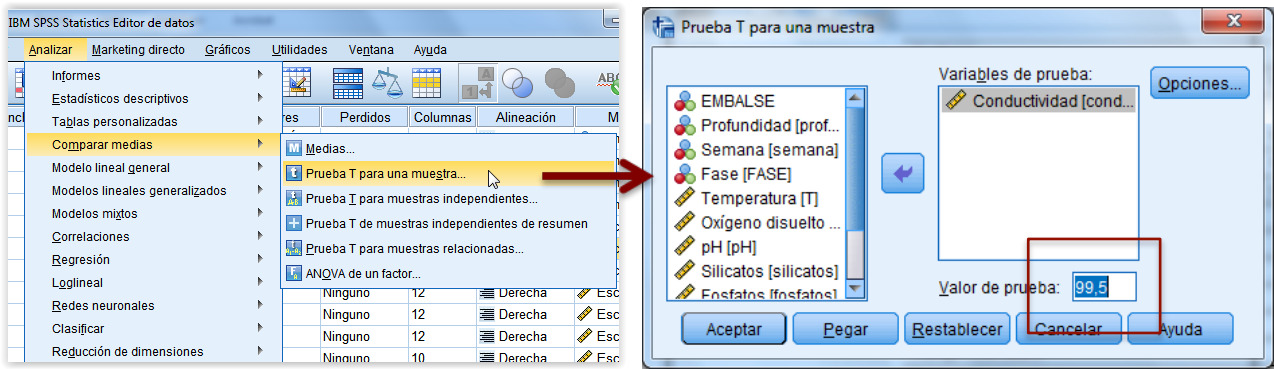 IBM SPSS Statistics Editor de datos
Analizar Marketing directo Gráficos Utilidades Ventana Ayuda
Informes
Estadísticos descriptivos
Tablas personalizadas
Comparar medias
Modelo lineal general
Modelos lineales generalizados
Modelos mixtos
Correlaciones
Regresión
Loglineal
Redes neuronales
Clasificar
Reducción de dimensiones
Perdidos Columnas Alineación
Medias...
Prueba T para una muestra...
Prueba T para muestras independientes...
Prueba T de muestras independientes de resumen
Prueba T para muestras relacionadas...
ANOVA de un factor...
Ninguno 12 Derecha Esc
Ninguno 12 Derecha Esc
Ninguno 12 Derecha Esc
Ninguno 10 Derecha Esc
Prueba T para una muestra
EMBALSE
Profundidad [prof...
Semana [semana]
Fase [FASE]
Temperatura [T]
Oxígeno disuelto ...
pH [pH]
Silicatos [silicatos]
Fosfatos [fosfatos]
Variables de prueba:
Conductividad [cond...
Opciones...
Valor de prueba: 99,5
Aceptar Pegar Restablecer Cancelar Ayuda